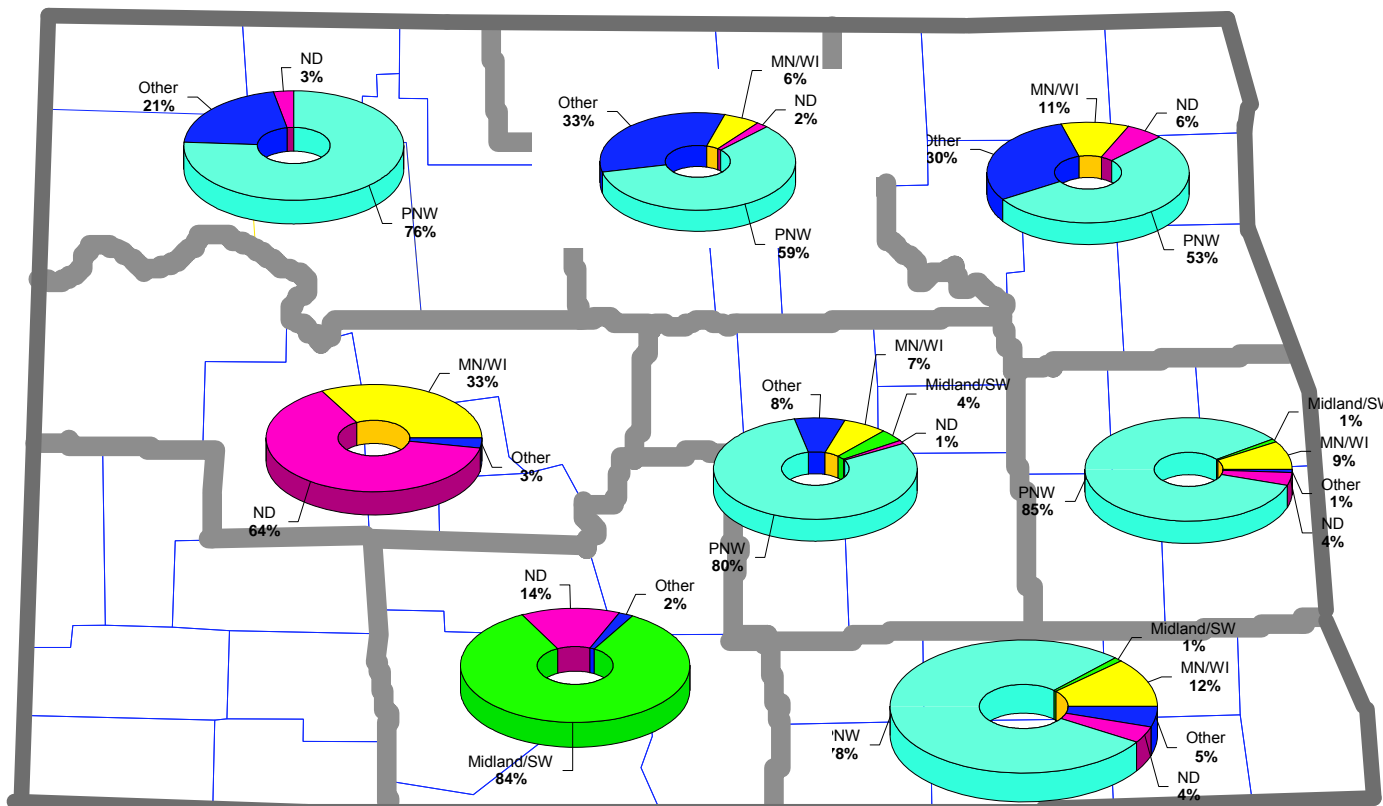 ND
3%
Other
21%
PNW
76%
MN/WI
6%
Other
33%
ND
2%
PNW
59%
MN/WI
11%
ND
6%
Other
30%
PNW
53%
MN/WI
33%
Other
3%
ND
64%
MN/WI
7%
Other
8%
Midland/SW
4%
ND
1%
PNW
80%
Midland/SW
1%
MN/WI
9%
Other
1%
ND
4%
PNW
85%
ND
14%
Other
2%
Midland/SW
84%
Midland/SW
1%
MN/WI
12%
Other
5%
ND
4%
PNW
78%